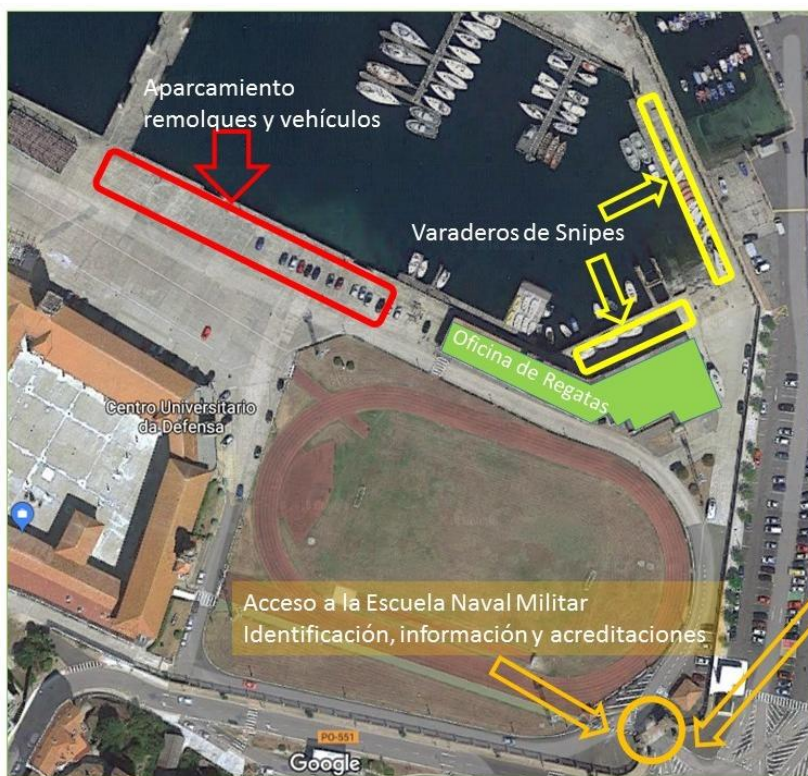 Aparcamiento
remolques y vehículos
Varaderos de Snipes
Oficina de Regatas
Centro Universitario
da Defensa
Acceso a la Escuela Naval Militar
Identificación, información y acreditaciones
PO-551
Google